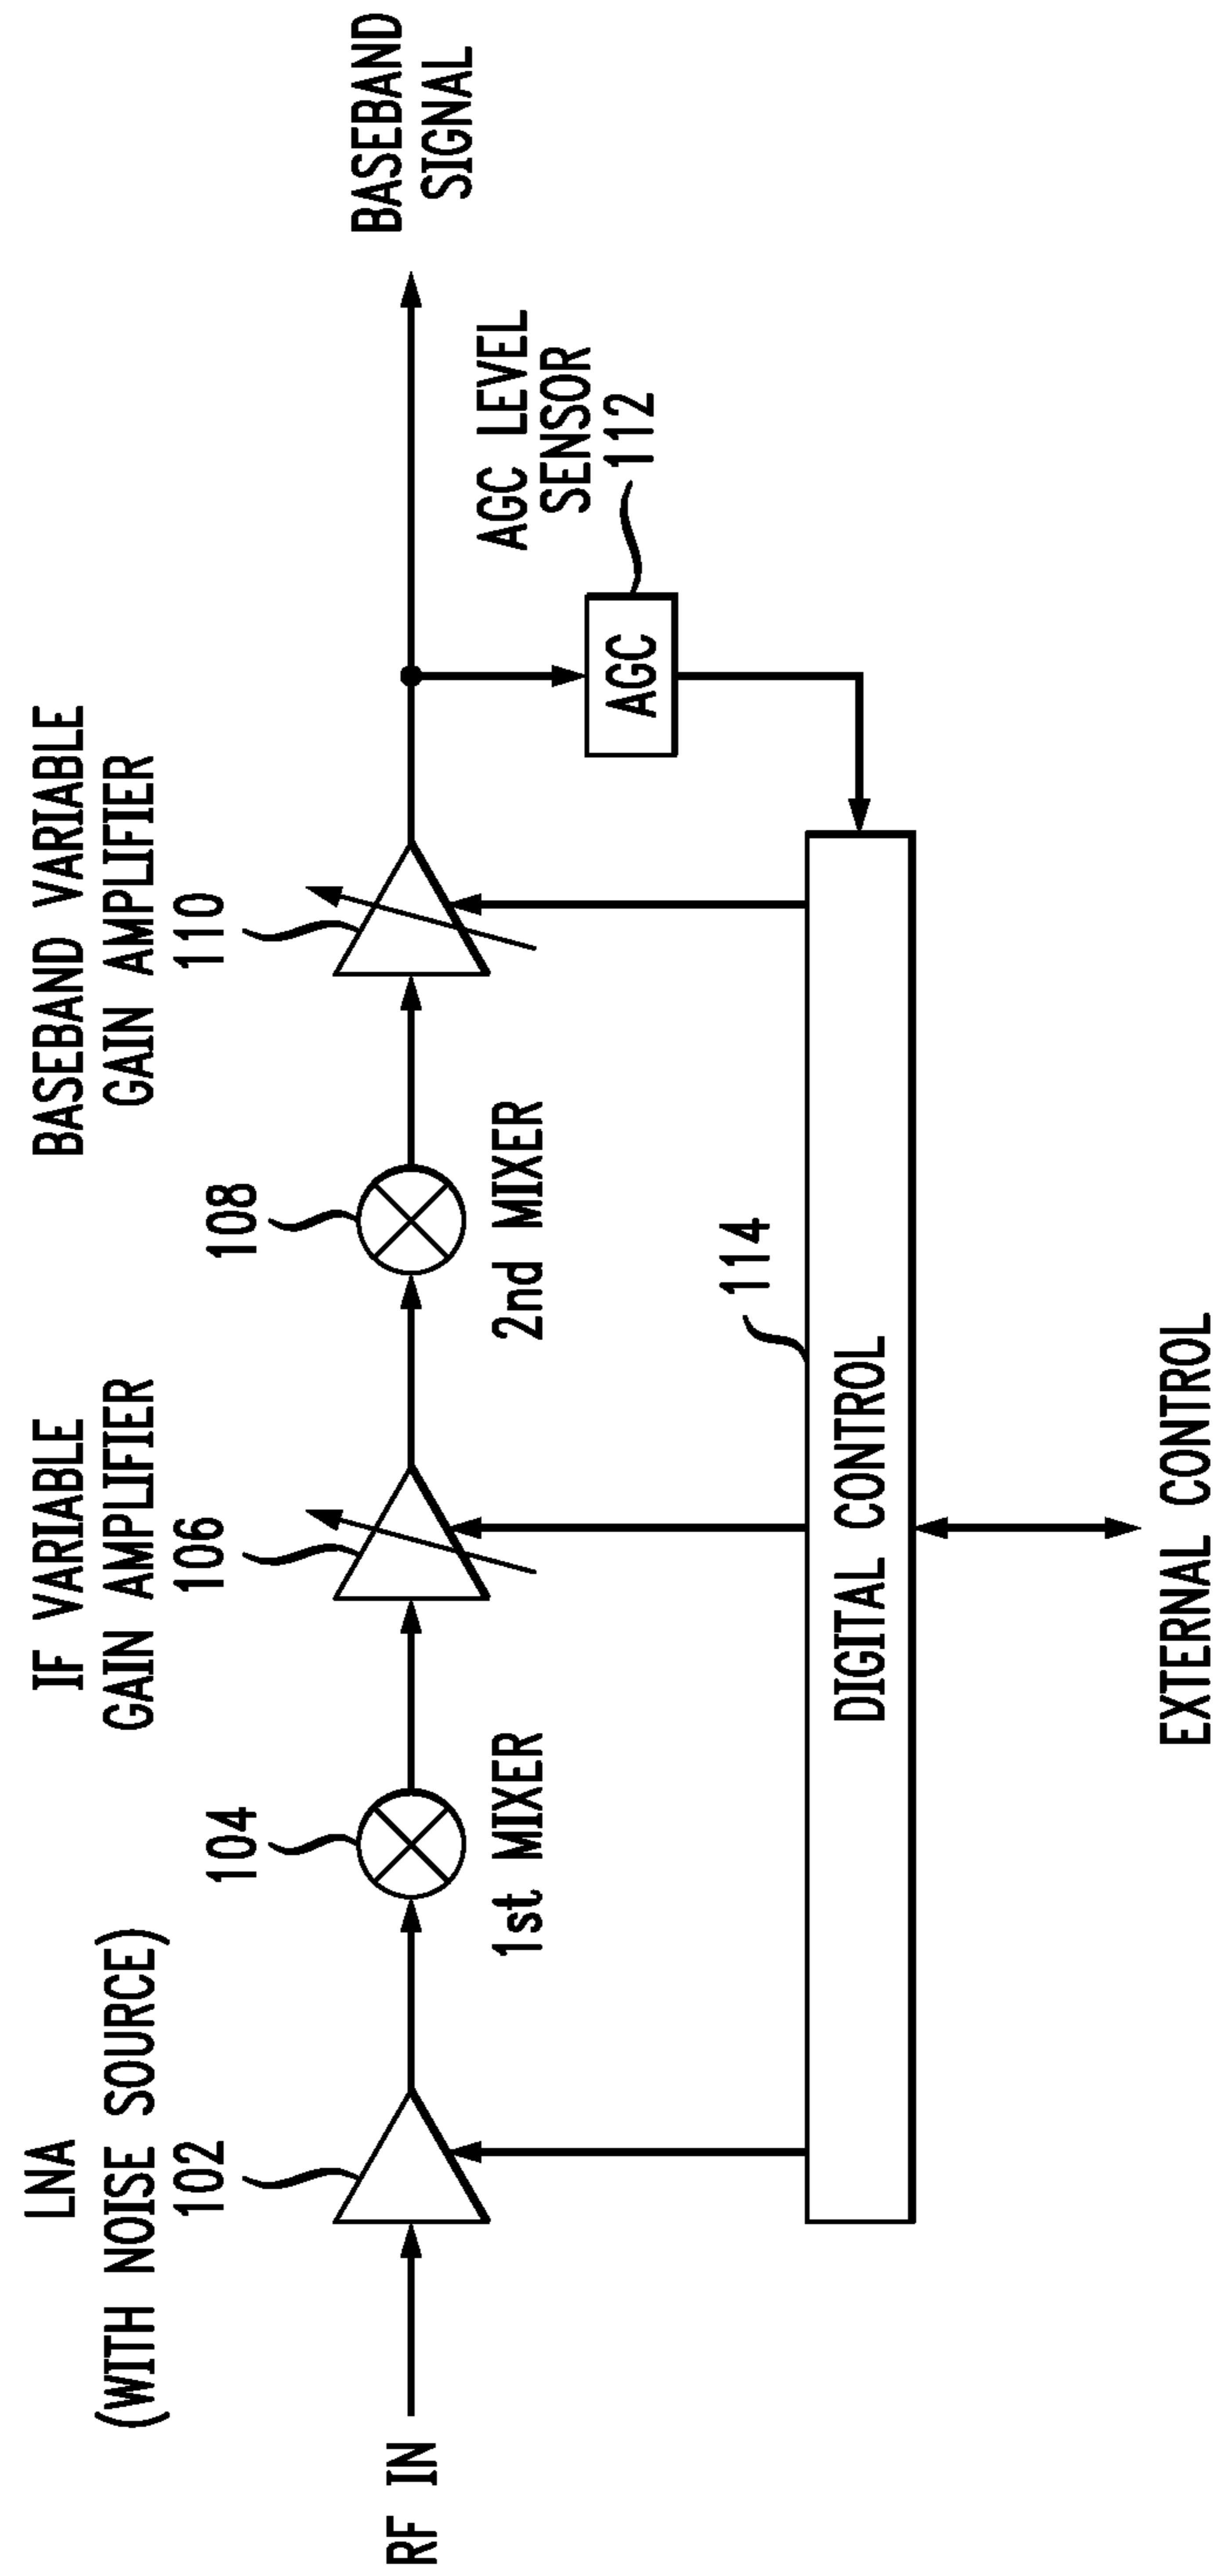 LNA
(WITH NOISE SOURCE)
102
IF VARIABLE
GAIN AMPLIFIER
106
BASEBAND VARIABLE
GAIN AMPLIFIER
110
104
108
RF IN
BASEBAND
SIGNAL
1st MIXER
2nd MIXER
AGC LEVEL
SENSOR
112
AGC
114
DIGITAL CONTROL
EXTERNAL CONTROL